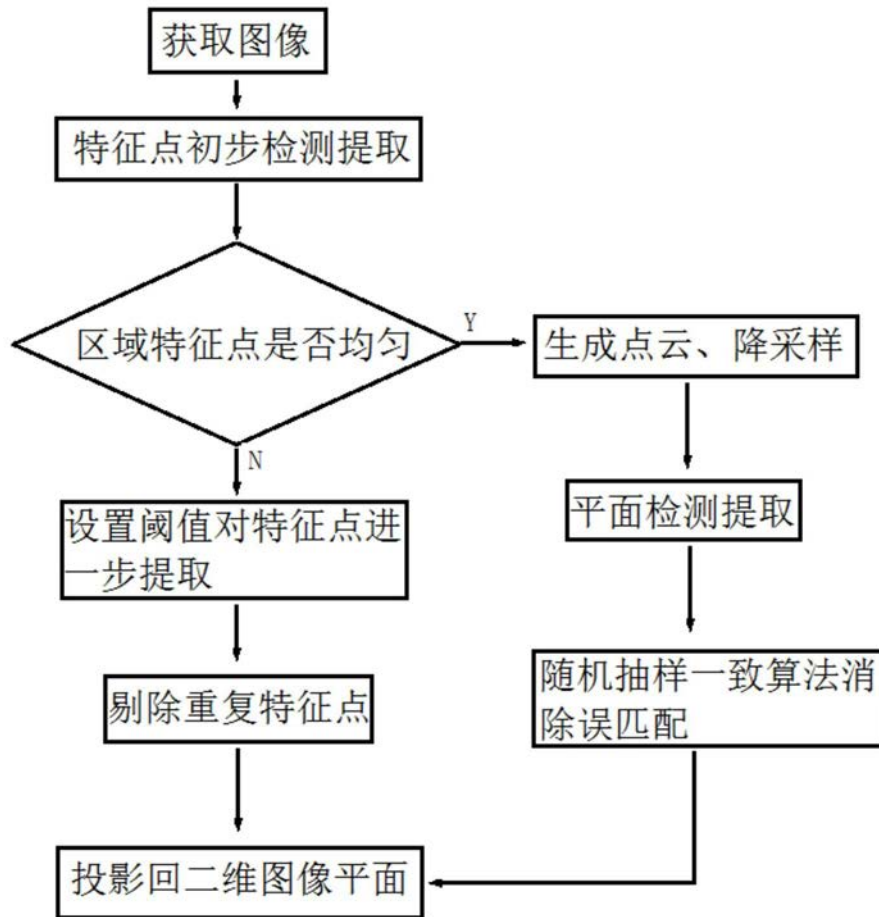 获取图像
特征点初步检测提取
区域特征点是否均匀
Y
生成点云、降采样
N
设置阈值对特征点进
一步提取
平面检测提取
剔除重复特征点
随机抽样一致算法消
除误匹配
投影回二维图像平面